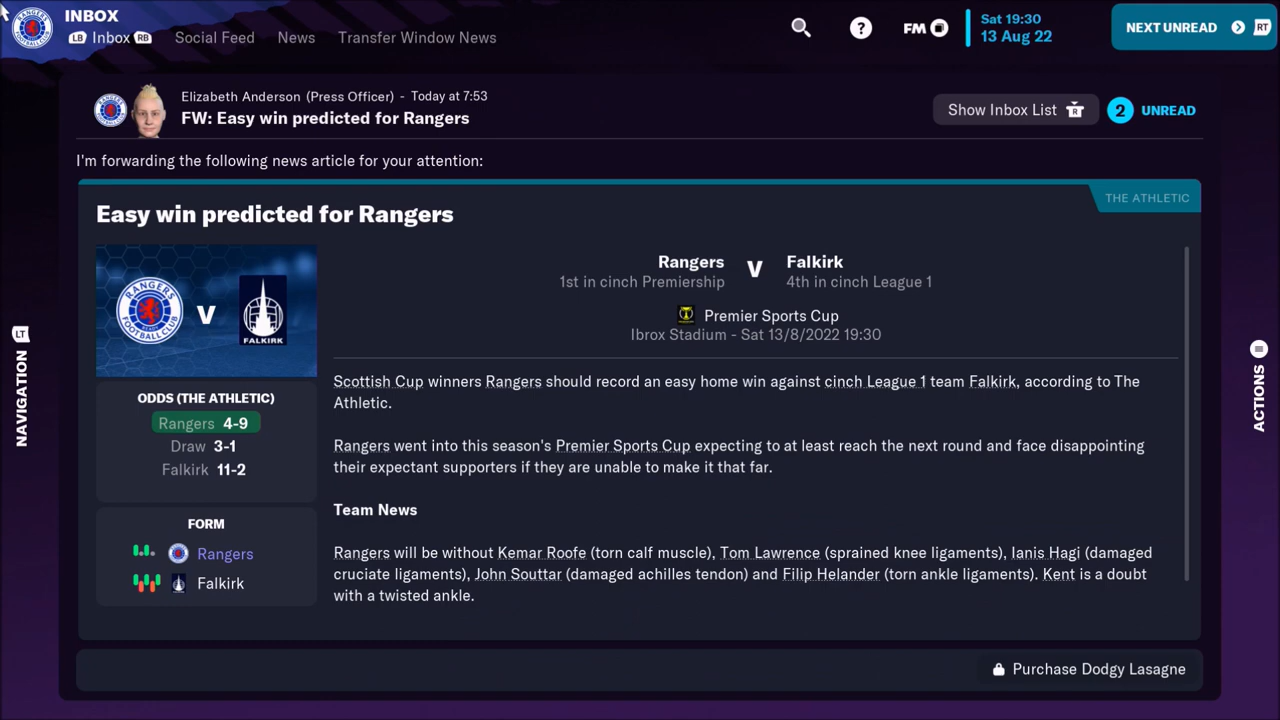 INBOX
LB Inbox RB Social Feed News Transfer Window News
FM
Sat 19:30
13 Aug 22
NEXT UNREAD RT
Elizabeth Anderson (Press Officer) - Today at 7:53
FW: Easy win predicted for Rangers
Show Inbox List R
2 UNREAD
I'm forwarding the following news article for your attention:
Easy win predicted for Rangers
THE ATHLETIC
V
FALKIRK
Rangers V Falkirk
1st in cinch Premiership 4th in cinch League 1
Premier Sports Cup
Ibrox Stadium - Sat 13/8/2022 19:30
ODDS (THE ATHLETIC)
Rangers 4-9
Draw 3-1
Falkirk 11-2
FORM
Rangers
Falkirk
Scottish Cup winners Rangers should record an easy home win against cinch League 1 team Falkirk, according to The
Athletic.
Rangers went into this season's Premier Sports Cup expecting to at least reach the next round and face disappointing
their expectant supporters if they are unable to make it that far.
Team News
Rangers will be without Kemar Roofe (torn calf muscle), Tom Lawrence (sprained knee ligaments), Ianis Hagi (damaged
cruciate ligaments), John Souttar (damaged achilles tendon) and Filip Helander (torn ankle ligaments). Kent is a doubt
with a twisted ankle.
Purchase Dodgy Lasagne
LT
NAVIGATION
ACTIONS